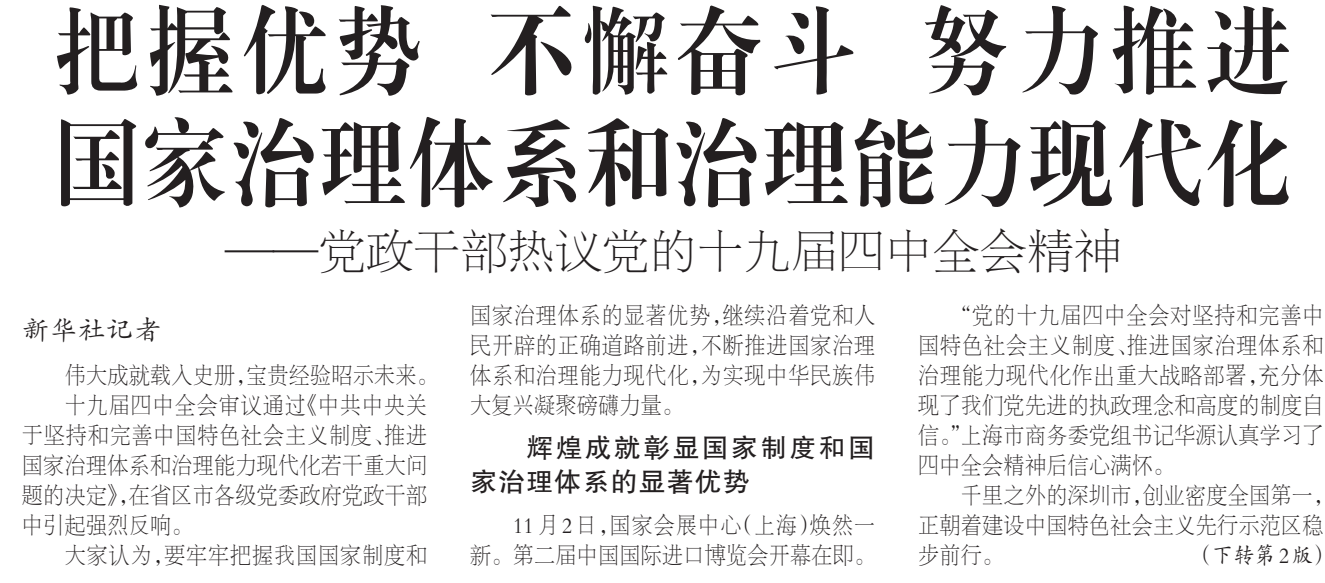 把握优势 不懈奋斗 努力推进
国家治理体系和治理能力现代化
——党政干部热议党的十九届四中全会精神
新华社记者
伟大成就载入史册，宝贵经验昭示未来。
十九届四中全会审议通过《中共中央关
于坚持和完善中国特色社会主义制度、推进
国家治理体系和治理能力现代化若干重大问
题的决定》，在省区市各级党委政府党政干部
中引起强烈反响。
大家认为，要牢牢把握我国国家制度和
国家治理体系的显著优势，继续沿着党和人
民开辟的正确道路前进，不断推进国家治理
体系和治理能力现代化，为实现中华民族伟
大复兴凝聚磅礴力量。
辉煌成就彰显国家制度和国
家治理体系的显著优势
11月2日，国家会展中心（上海）焕然一
新。第二届中国国际进口博览会开幕在即。
“党的十九届四中全会对坚持和完善中
国特色社会主义制度、推进国家治理体系和
治理能力现代化作出重大战略部署，充分体
现了我们党先进的执政理念和高度的制度自
信。”上海市商务委党组书记华源认真学习了
四中全会精神后信心满怀。
千里之外的深圳市，创业密度全国第一，
正朝着建设中国特色社会主义先行示范区稳
步前行。 （下转第2版）